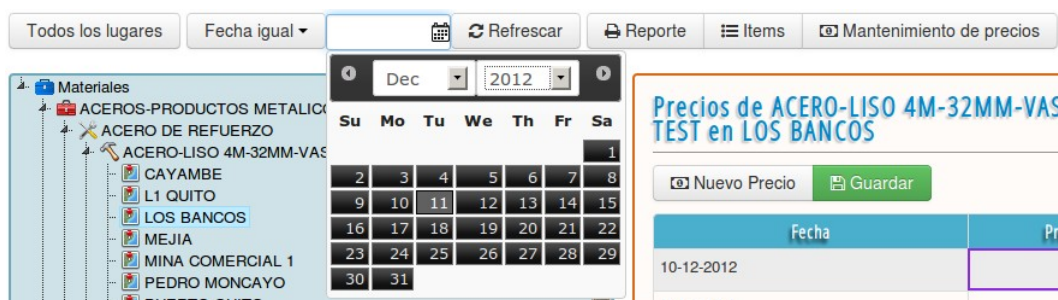 Todos los lugares Fecha igual Refrescar Reporte Items Mantenimiento de precios
Dec 2012
Su Mo Tu We Th Fr Sa
1
2 3 4 5 6 7 8
9 10 11 12 13 14 15
16 17 18 19 20 21 22
23 24 25 26 27 28 29
30 31
Materiales
ACEROS-PRODUCTOS METALICO
ACERO DE REFUERZO
ACERO-LISO 4M-32MM-VAS
CAYAMBE
L1 QUITO
LOS BANCOS
MEJIA
MINA COMERCIAL 1
PEDRO MONCAYO
Precios de ACERO-LISO 4M-32MM-VAS
TEST en LOS BANCOS
Nuevo Precio Guardar
Fecha Pr
10-12-2012